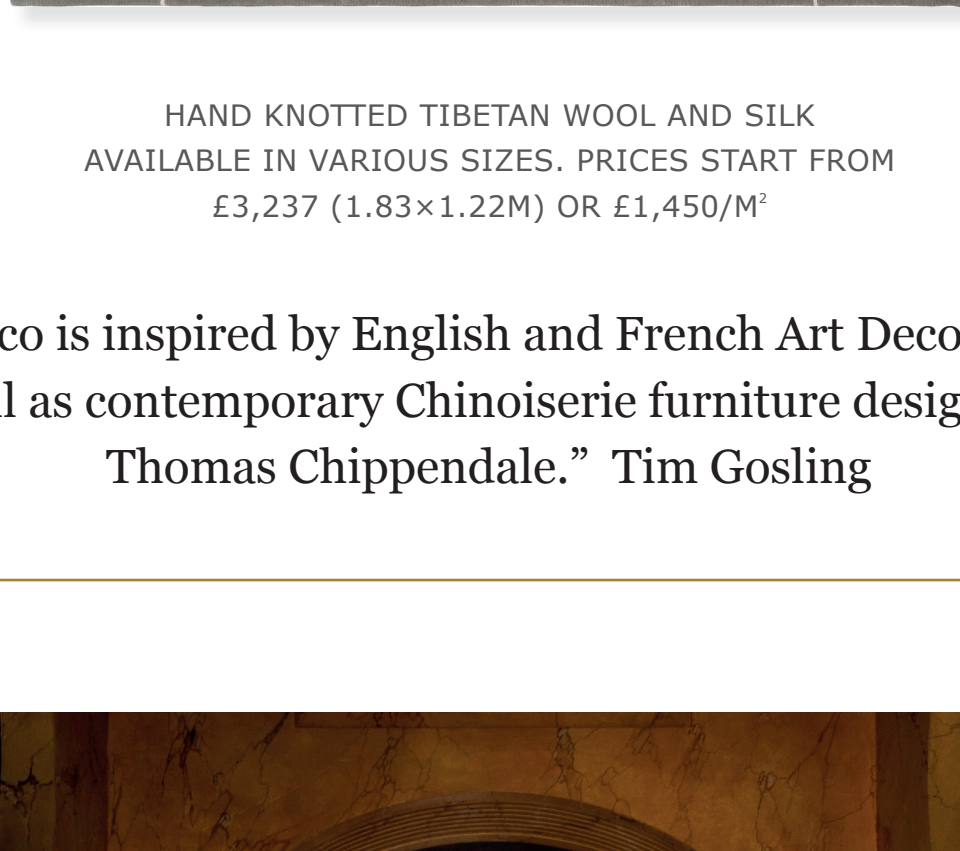 HAND KNOTTED TIBETAN WOOL AND SILK
AVAILABLE IN VARIOUS SIZES. PRICES START FROM
£3,237 (1.83×1.22M) OR £1,450/M²
co is inspired by English and French Art Deco
l as contemporary Chinoiserie furniture desig
Thomas Chippendale.” Tim Gosling